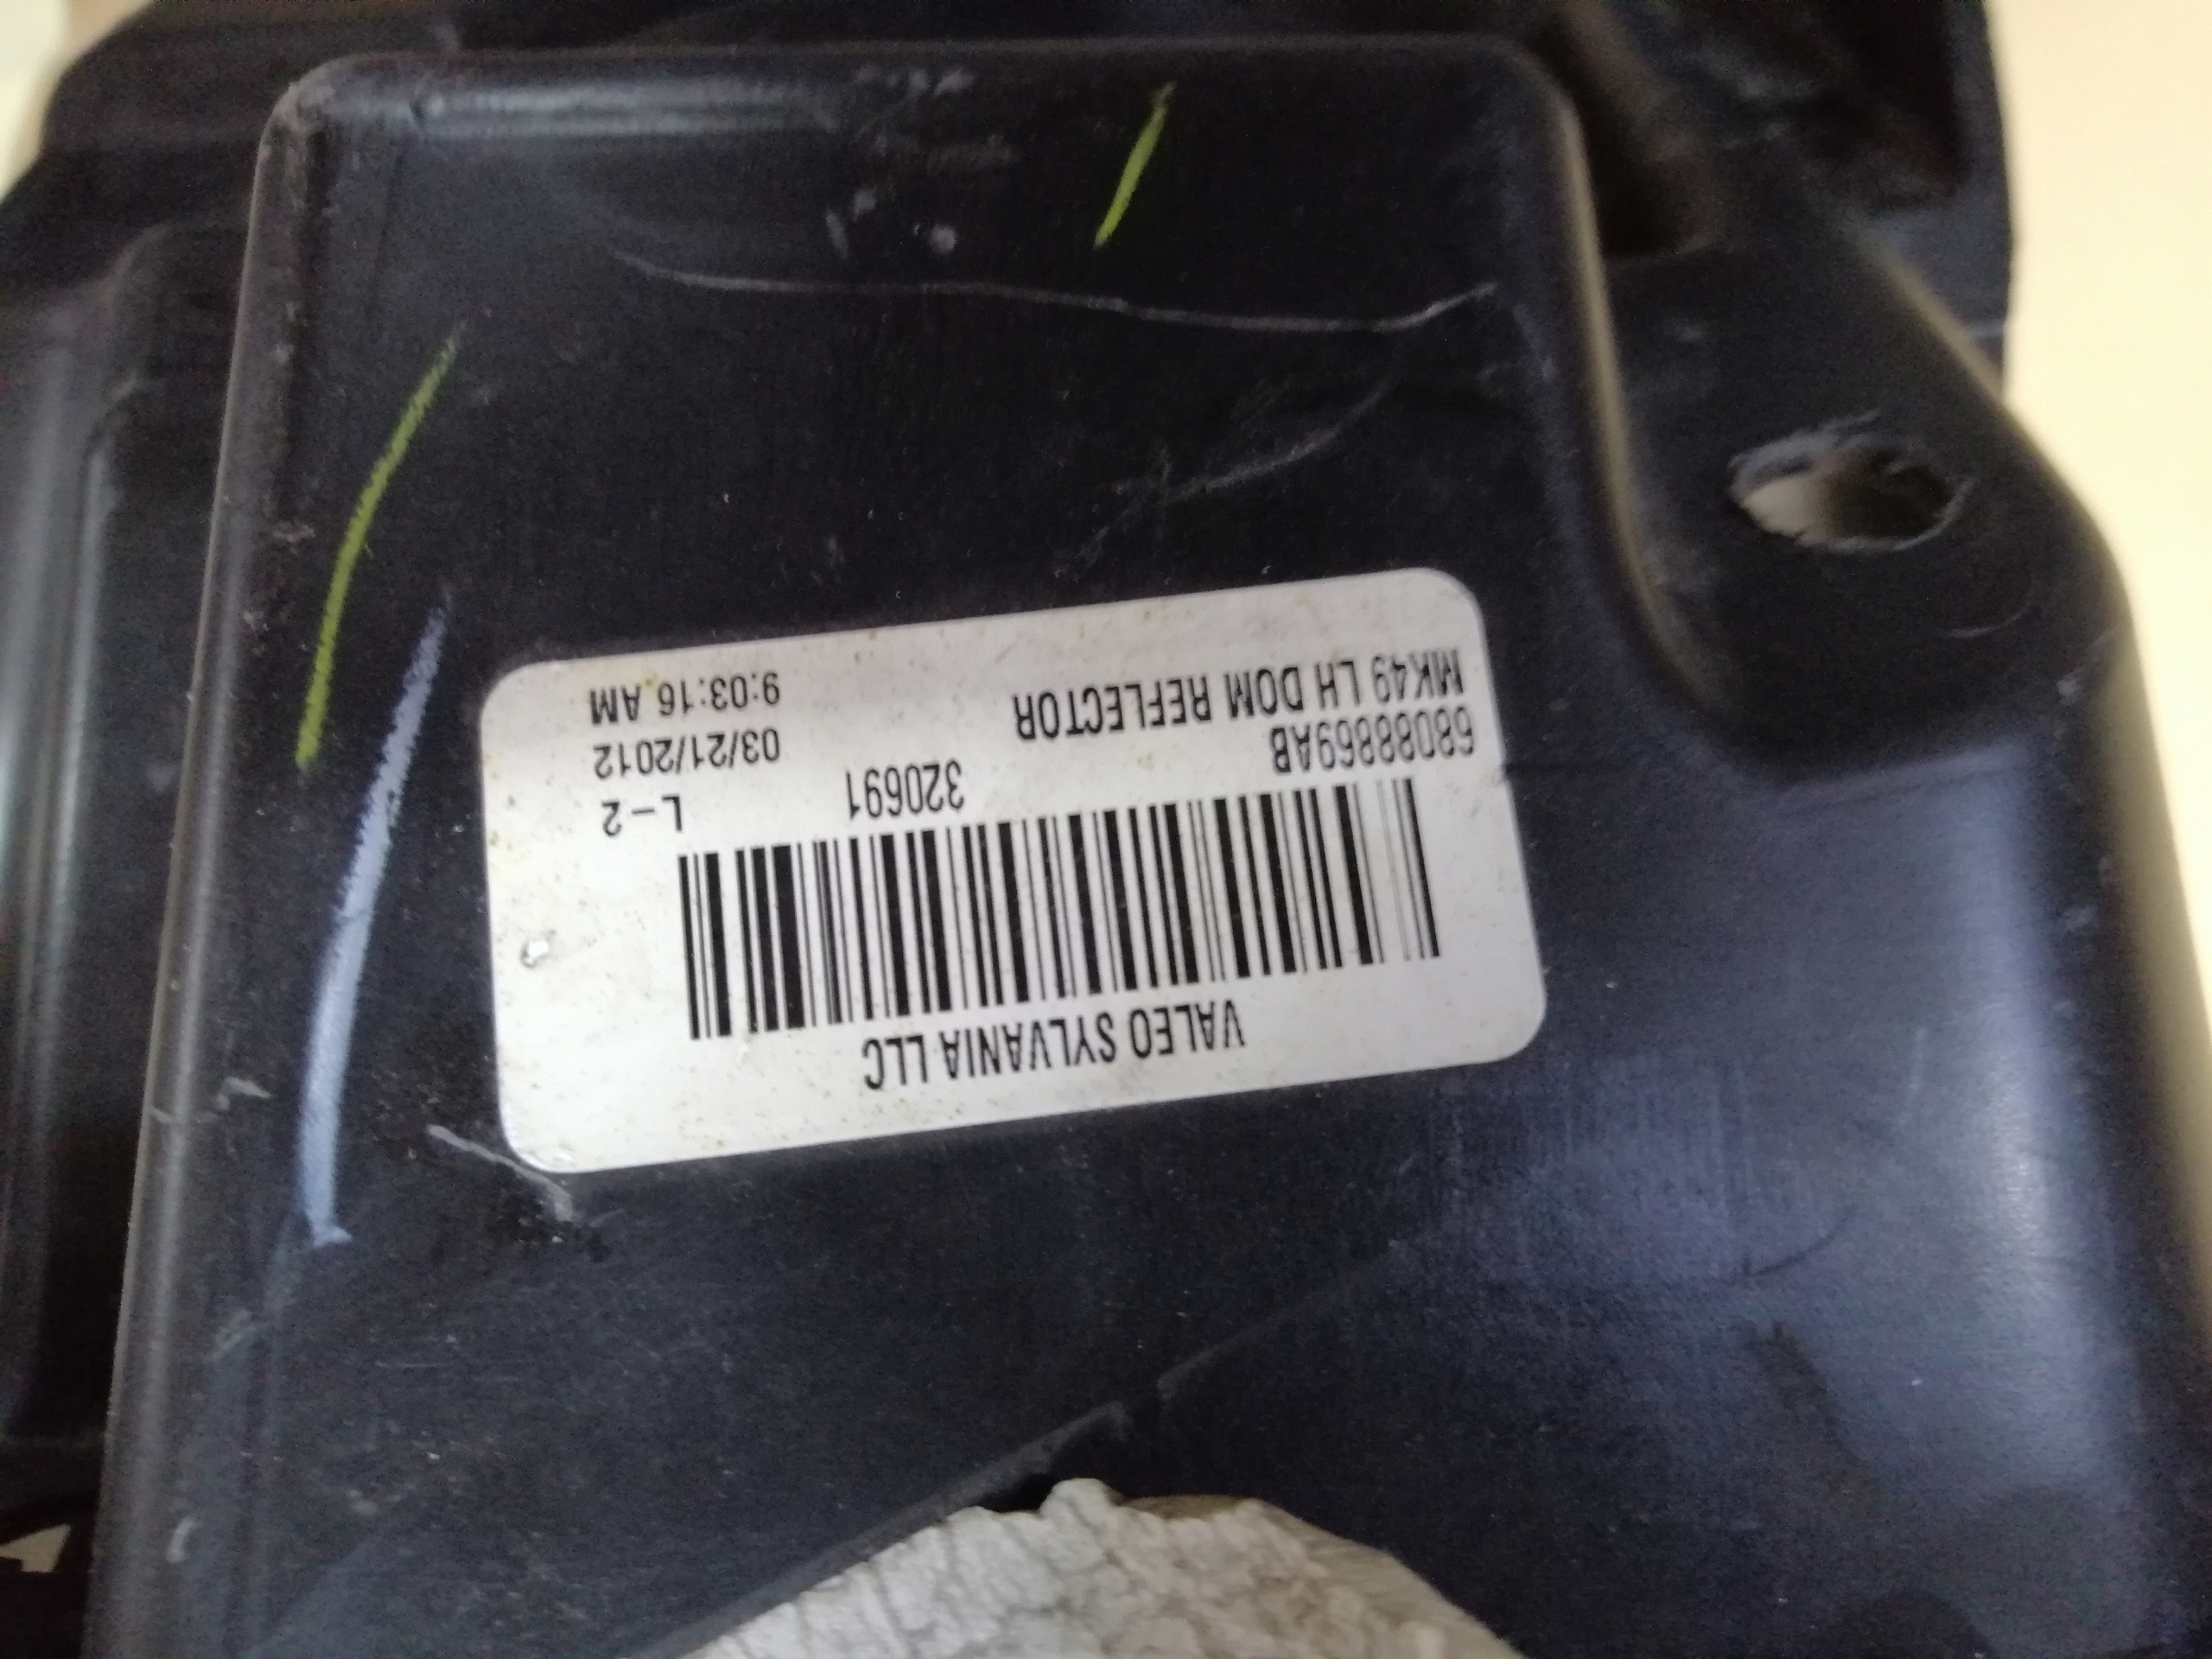 VALEO SYLVANIA LLC
68088869AB 320691 L-2
MK49 LH DOM REFLECTOR 03/21/2012
9:03:16 AM